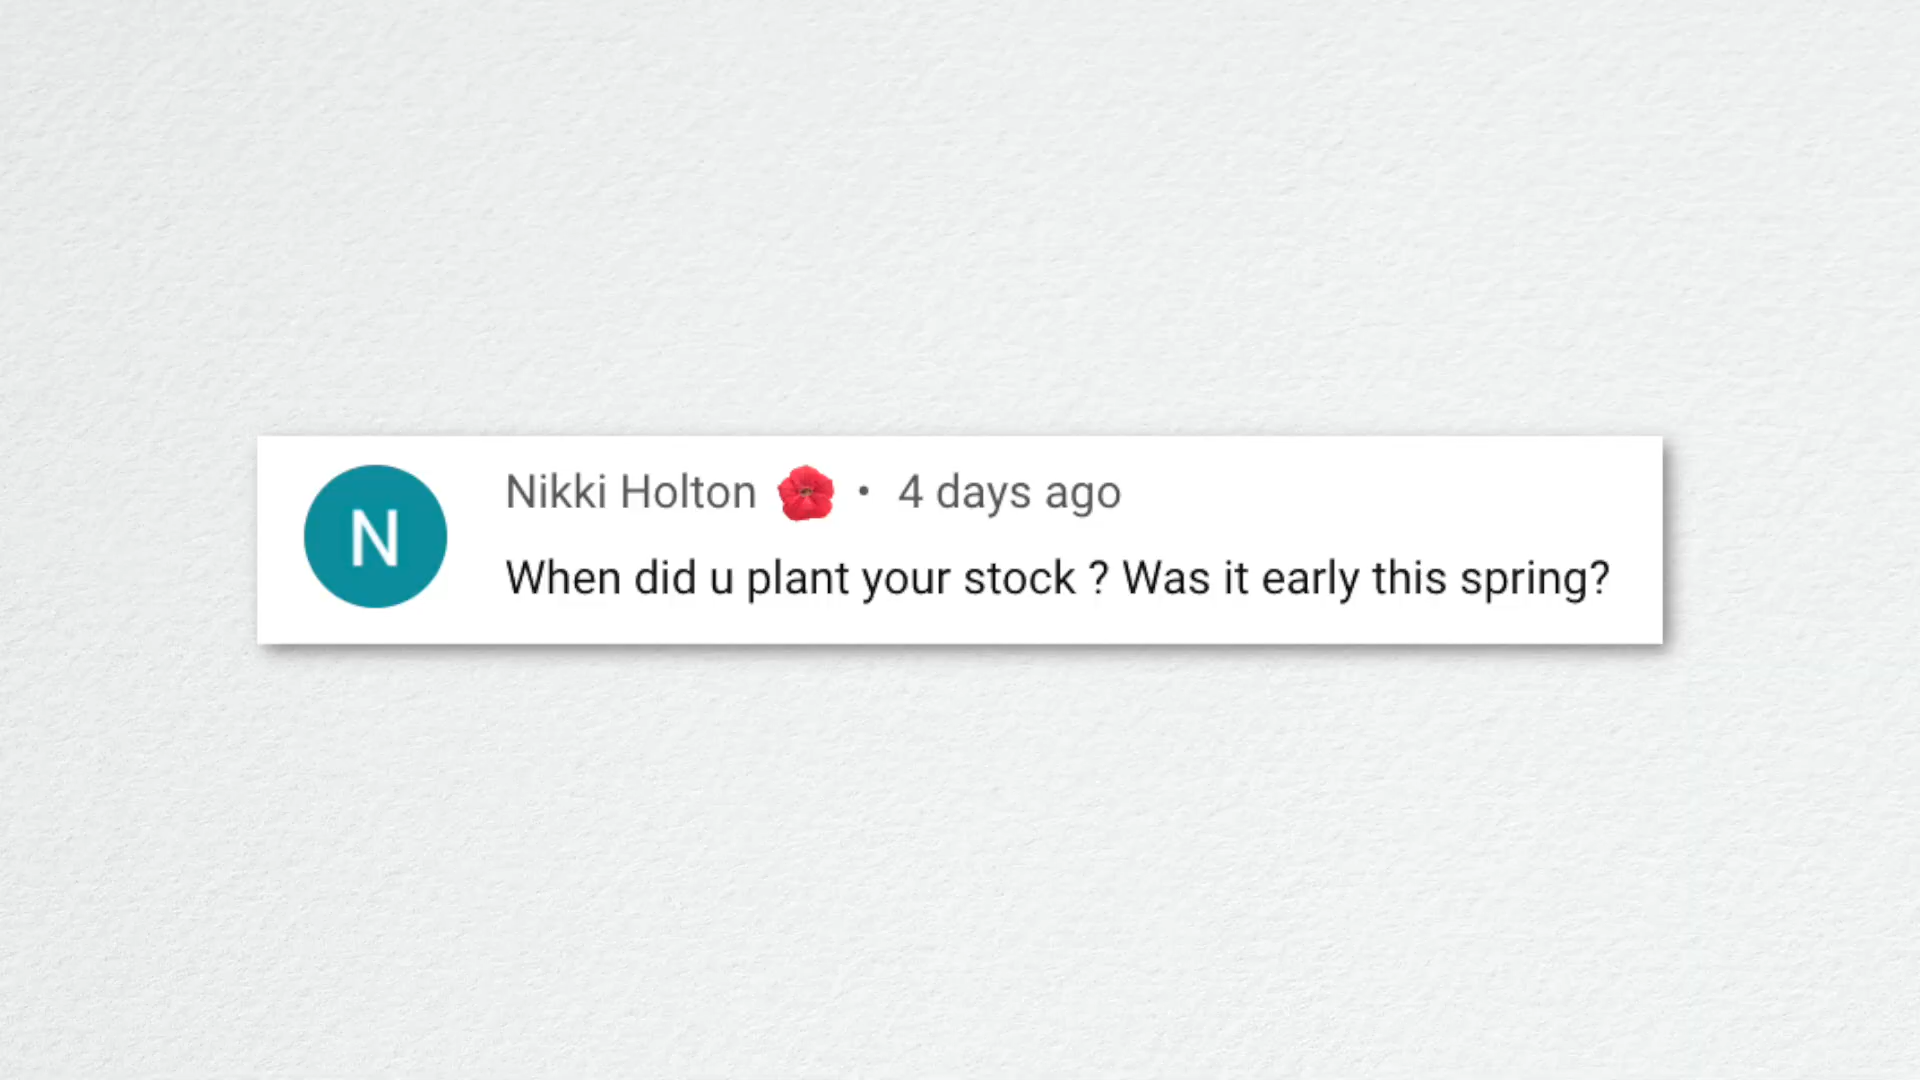 N
Nikki Holton • 4 days ago
When did u plant your stock ? Was it early this spring?